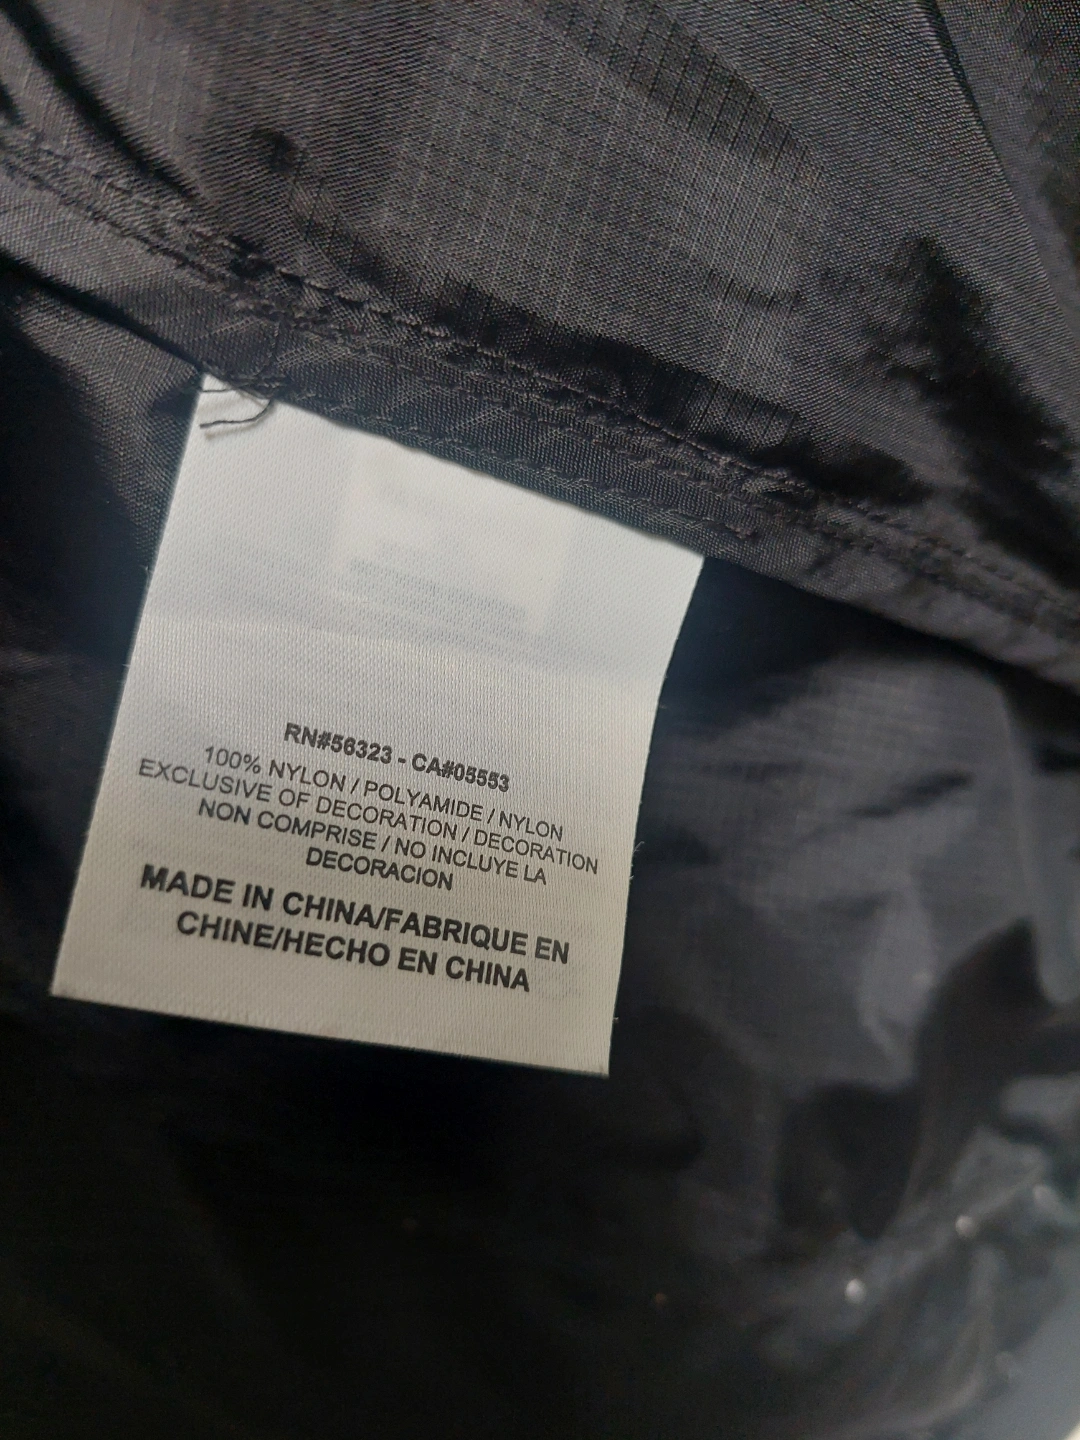 RN#56323 - CA#05553
100% NYLON / POLYAMIDE / NYLON
EXCLUSIVE OF DECORATION / DECORATION
NON COMPRISE / NO INCLUYE LA
DECORACION
MADE IN CHINA/FABRIQUE EN
CHINE/HECHO EN CHINA